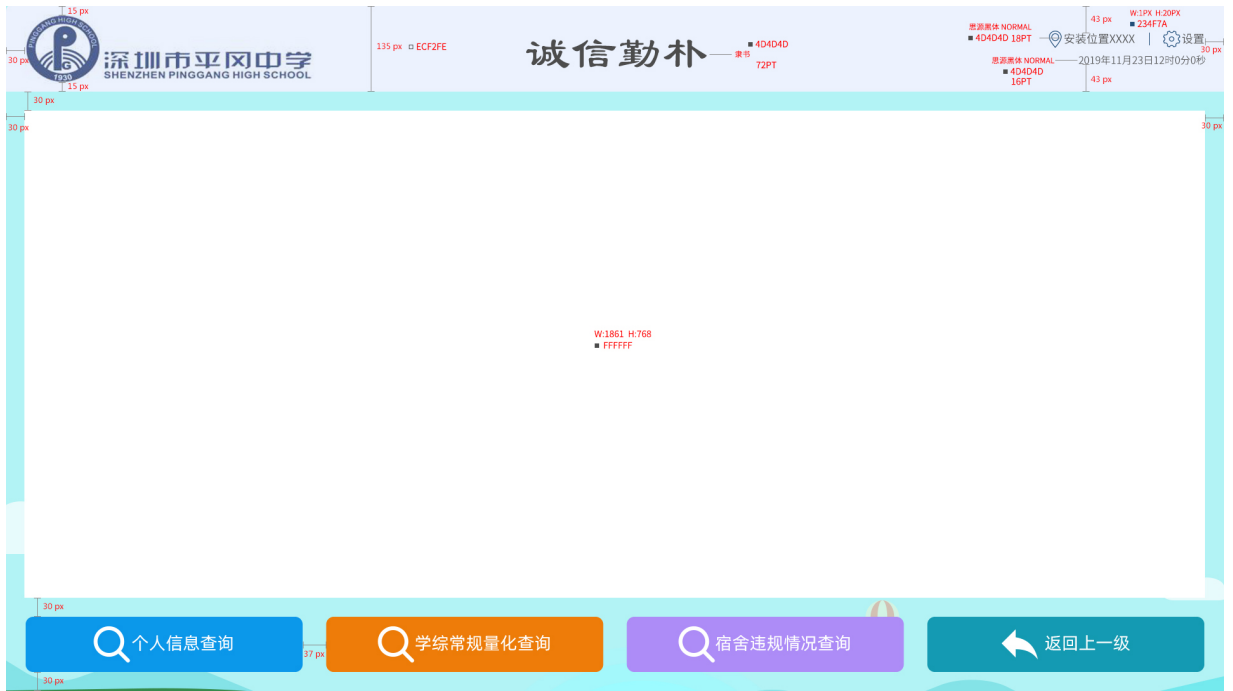 15 px
PINGGANG HIGH SCHOOL
1930
30 px
深圳市平冈中学
SHENZHEN PINGGANG HIGH SCHOOL
15 px
135 px ECF2FE
诚信勤朴
隶书
4D4D4D
72PT
思源黑体 NORMAL
4D4D4D 18PT
43 px
W:1PX H:20PX
234F7A
安装位置XXXX
设置
30 px
思源黑体 NORMAL
4D4D4D
16PT
2019年11月23日12时0分0秒
43 px
30 px
30 px
30 px
W:1861 H:768
FFFFFF
30 px
个人信息查询
37 px
学综常规量化查询
宿舍违规情况查询
返回上一级
30 px